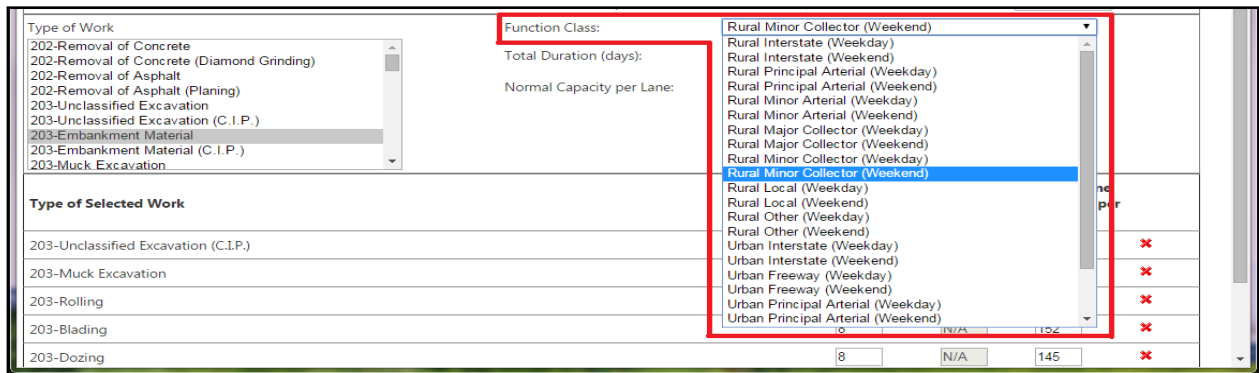 Type of Work
202-Removal of Concrete
202-Removal of Concrete (Diamond Grinding)
202-Removal of Asphalt
202-Removal of Asphalt (Planing)
203-Unclassified Excavation
203-Unclassified Excavation (C.I.P.)
203-Embankment Material
203-Embankment Material (C.I.P.)
203-Muck Excavation
Function Class:
Total Duration (days):
Normal Capacity per Lane:
Rural Minor Collector (Weekend)
Rural Interstate (Weekday)
Rural Interstate (Weekend)
Rural Principal Arterial (Weekday)
Rural Principal Arterial (Weekend)
Rural Minor Arterial (Weekday)
Rural Minor Arterial (Weekend)
Rural Major Collector (Weekday)
Rural Major Collector (Weekend)
Rural Minor Collector (Weekday)
Rural Minor Collector (Weekend)
Rural Local (Weekday)
Rural Local (Weekend)
Rural Other (Weekday)
Rural Other (Weekend)
Urban Interstate (Weekday)
Urban Interstate (Weekend)
Urban Freeway (Weekday)
Urban Freeway (Weekend)
Urban Principal Arterial (Weekday)
Urban Principal Arterial (Weekend)
Type of Selected Work
203-Unclassified Excavation (C.I.P.)
203-Muck Excavation
203-Rolling
203-Blading 8 N/A 152
203-Dozing 8 N/A 145